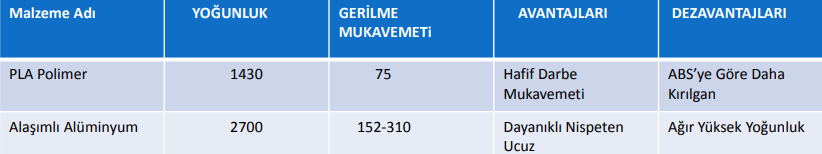 Malzeme Adı YOĞUNLUK GERİLME MUKAVEMETi AVANTAJLARI DEZAVANTAJLARI
PLA Polimer 1430 75 Hafif Darbe Mukavemeti ABS'ye Göre Daha Kırılgan
Alaşımlı Alüminyum 2700 152-310 Dayanıklı Nispeten Ucuz Ağır Yüksek Yoğunluk